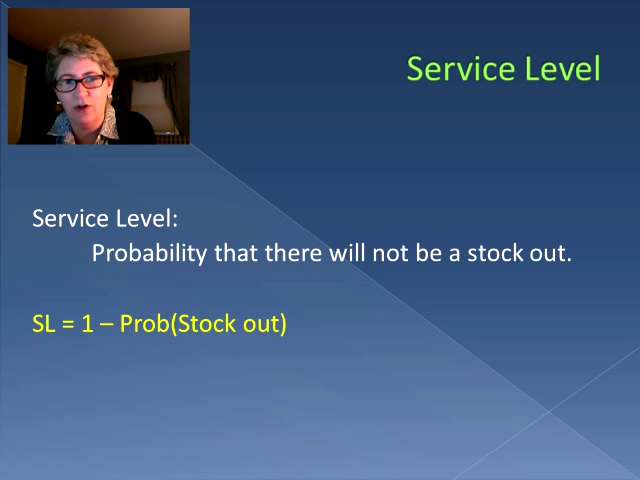 Service Level
Service Level:
Probability that there will not be a stock out.
SL = 1 – Prob(Stock out)